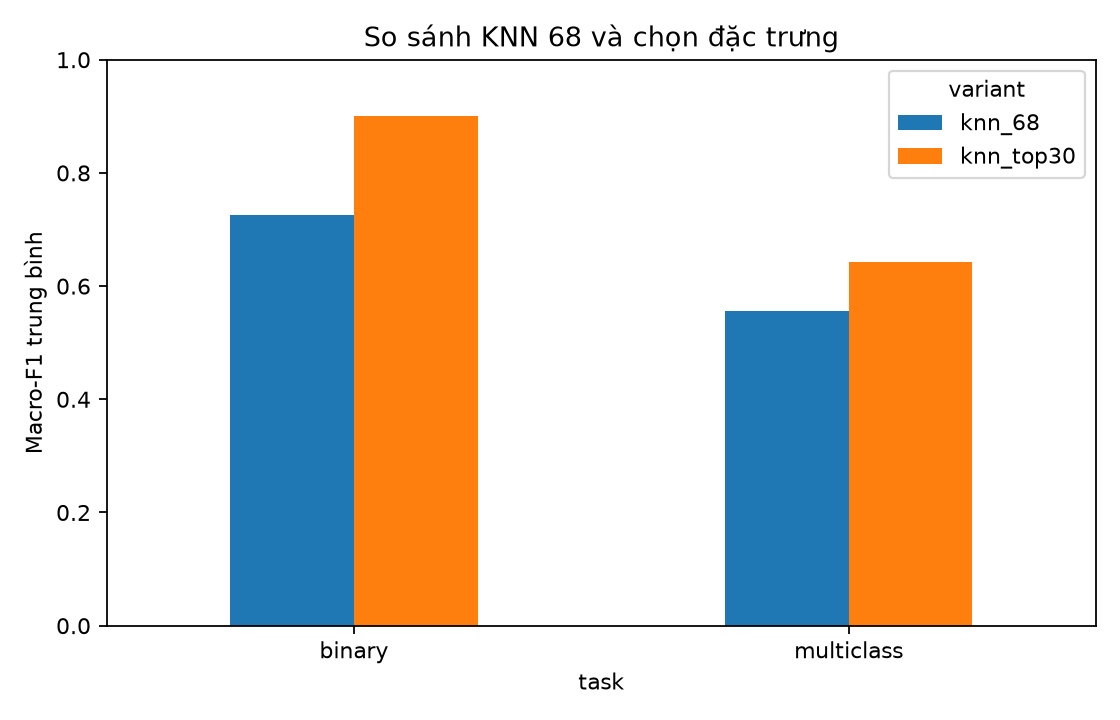 So sánh KNN 68 và chọn đặc trưng
variant
knn_68
knn_top30
Macro-F1 trung bình
1.0
0.8
0.6
0.4
0.2
0.0
binary
multiclass
task